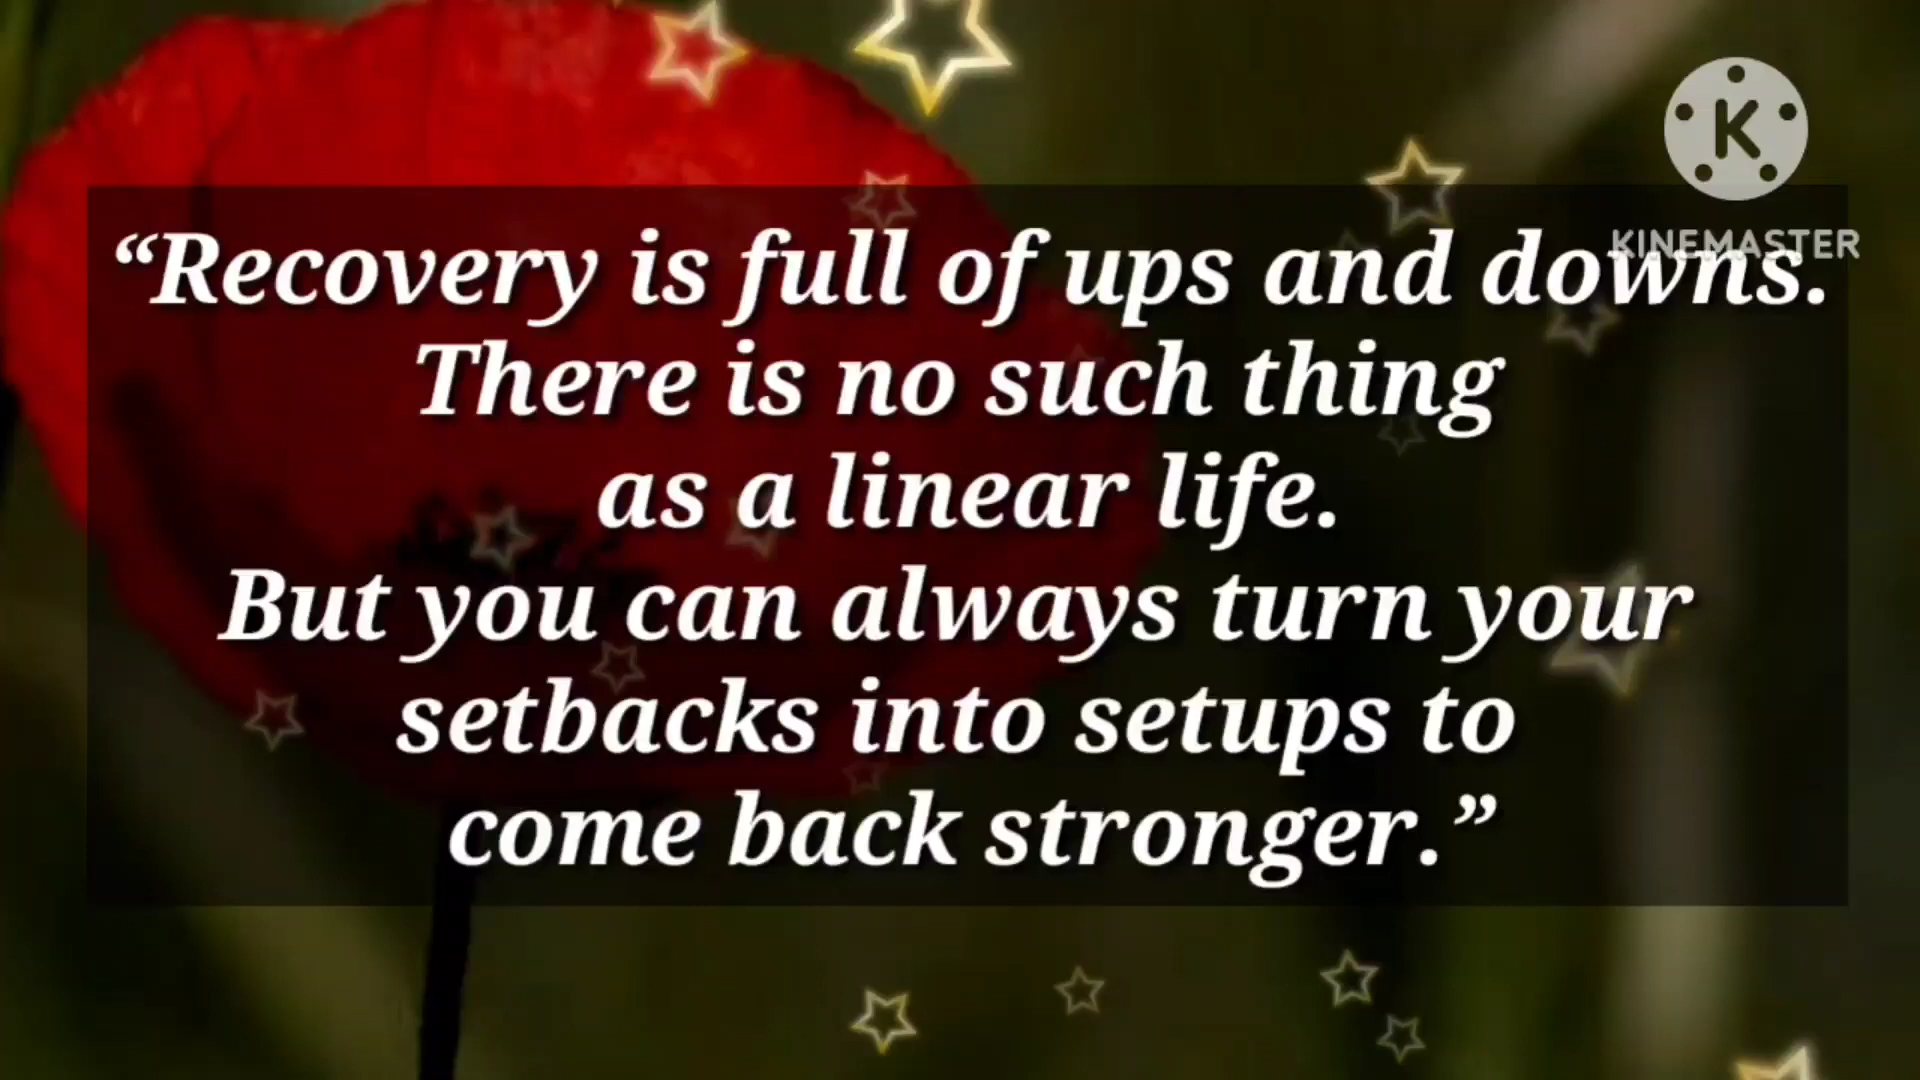 K
KINEMASTER
“Recovery is full of ups and downs.
There is no such thing
as a linear life.
But you can always turn your
setbacks into setups to
come back stronger.”